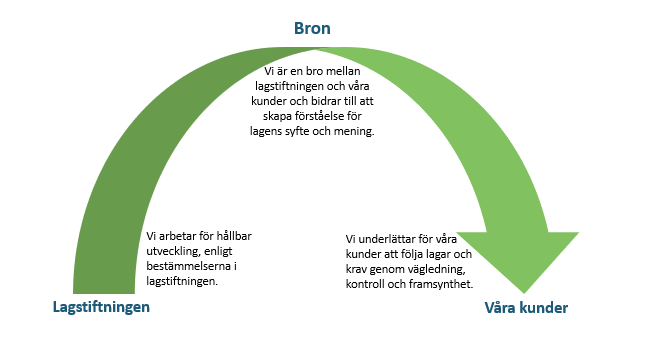 Bron
Vi är en bro mellan
lagstiftningen och våra
kunder och bidrar till att
skapa förståelse för
lagens syfte och mening.
Vi arbetar för hållbar
utveckling, enligt
bestämmelserna i
lagstiftningen.
Vi underlättar för våra
kunder att följa lagar och
krav genom vägledning,
kontroll och framsynthet.
Lagstiftningen
Våra kunder